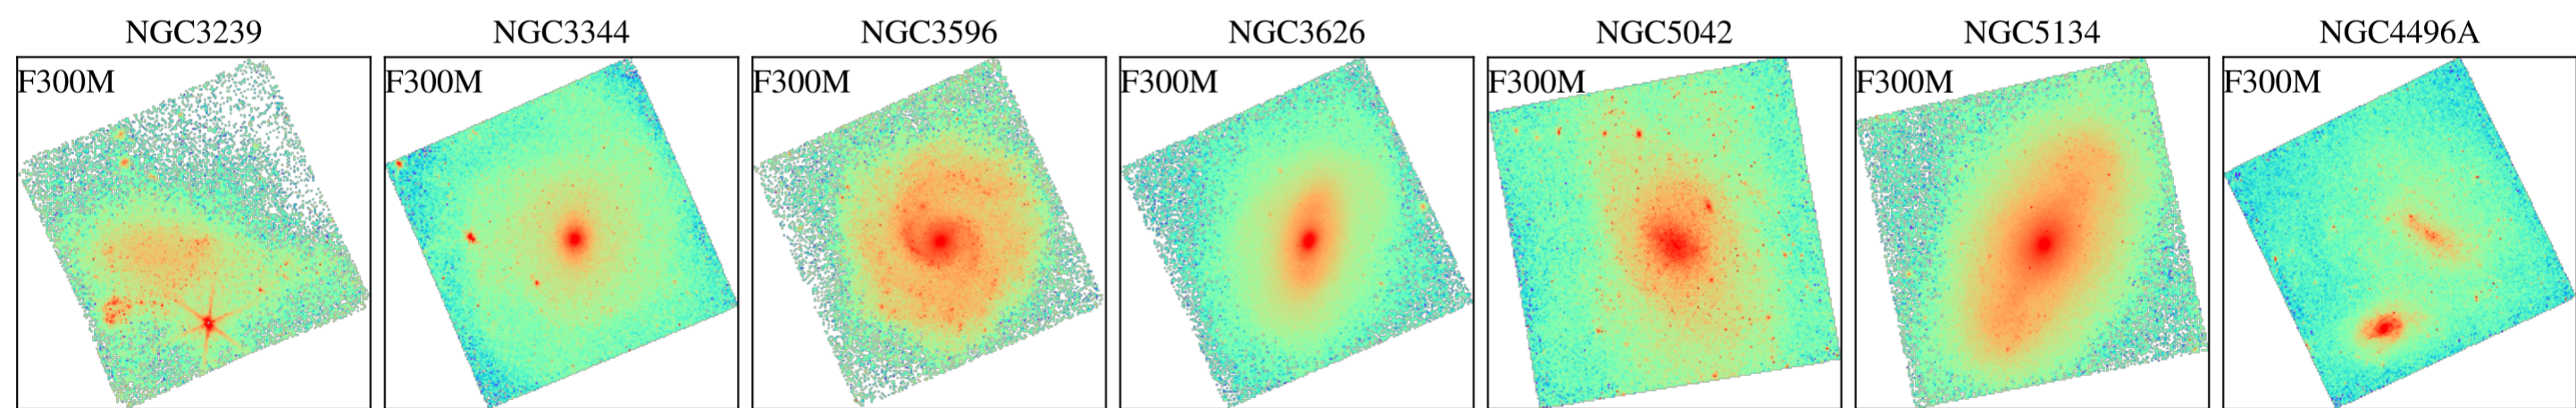 NGC3239 NGC3344 NGC3596 NGC3626 NGC5042 NGC5134 NGC4496A
F300M F300M F300M F300M F300M F300M F300M